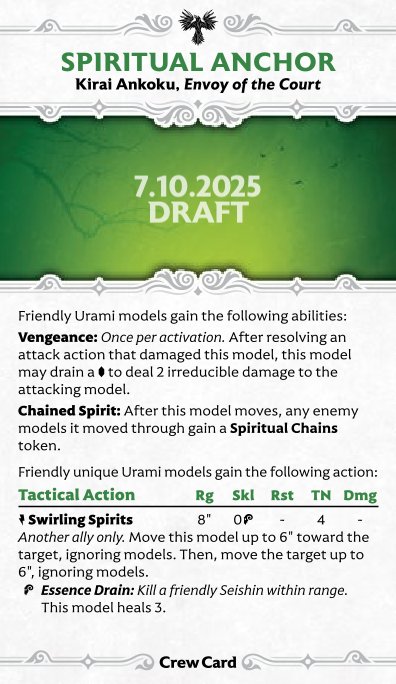 SPIRITUAL ANCHOR
Kirai Ankoku, Envoy of the Court
7.10.2025
DRAFT
Friendly Urami models gain the following abilities:
Vengeance: Once per activation. After resolving an
attack action that damaged this model, this model
may drain a to deal 2 irreducible damage to the
attacking model.
Chained Spirit: After this model moves, any enemy
models it moved through gain a Spiritual Chains
token.
Friendly unique Urami models gain the following action:
Tactical Action Rg Skl Rst TN Dmg
Swirling Spirits 8" 0 - 4 -
Another ally only. Move this model up to 6" toward the
target, ignoring models. Then, move the target up to
6", ignoring models.
Essence Drain: Kill a friendly Seishin within range.
This model heals 3.
Crew Card